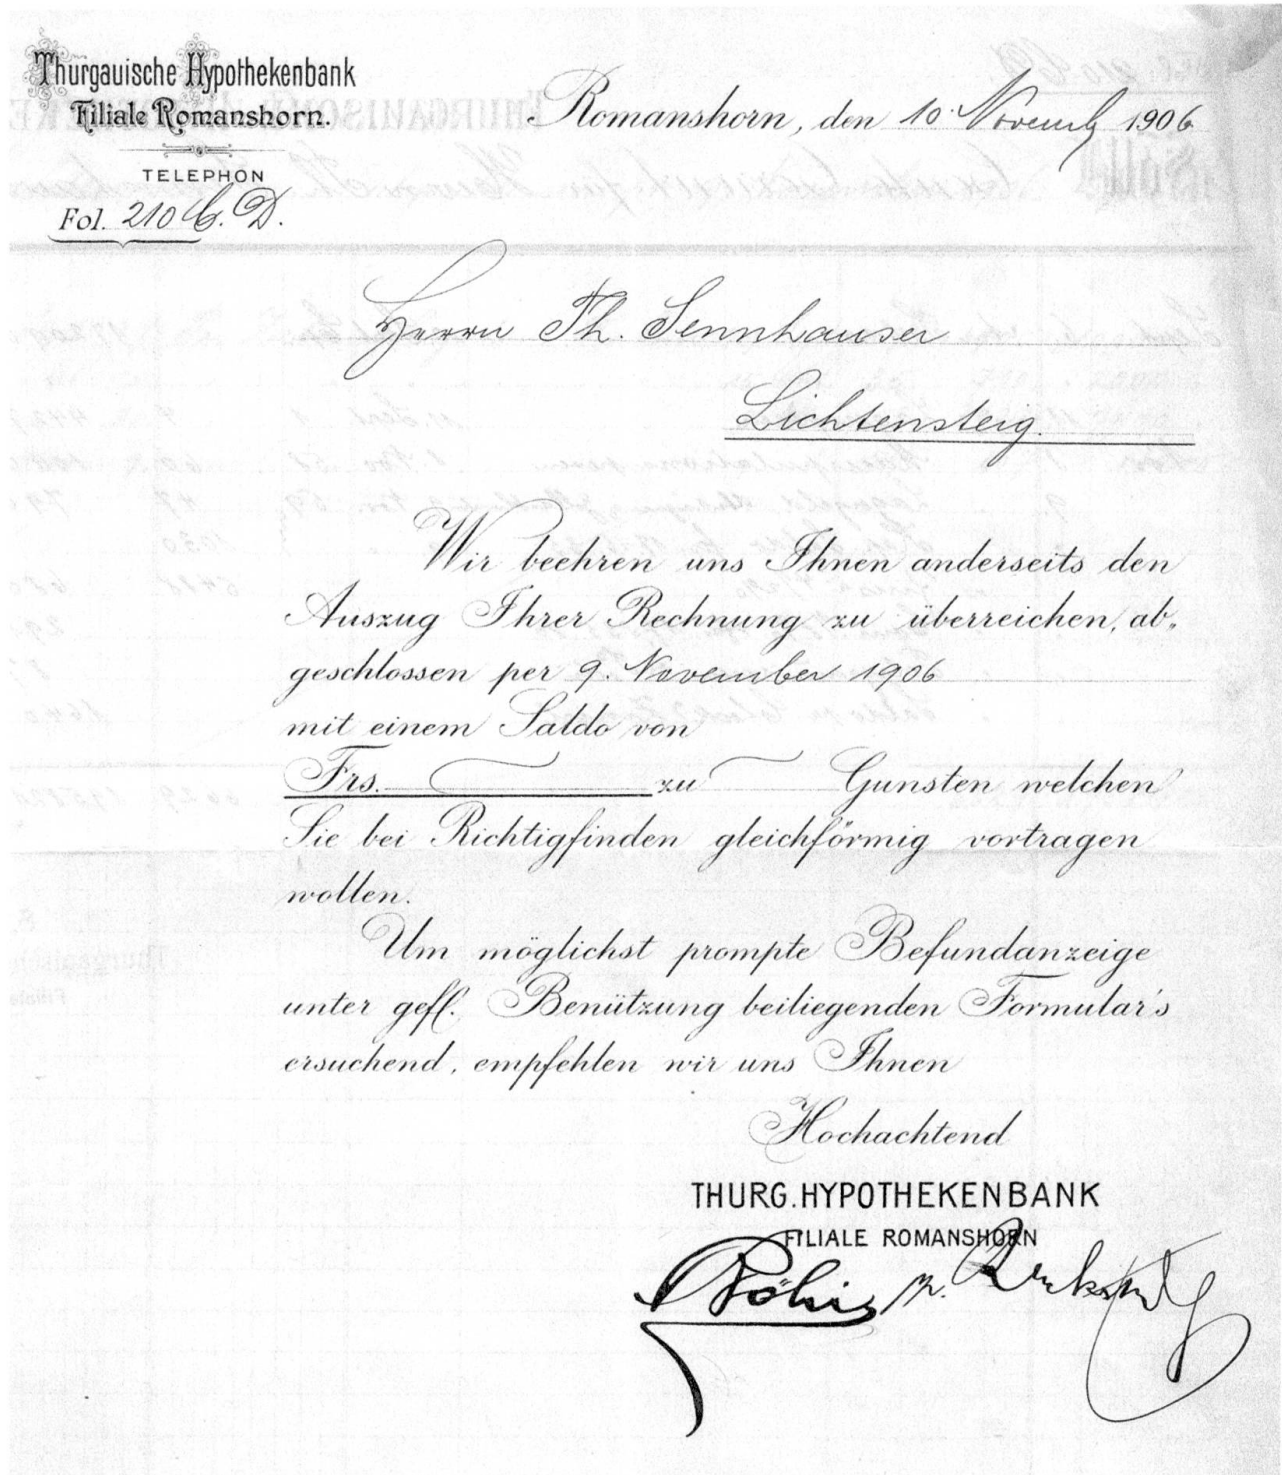 Thurgauische Hypothekenbank
Filiale Romanshorn.
TELEPHON
Fol. 210 C. D.
Romanshorn, den 10. Novemb 1906
Herrn Th. Sennhauser
Lichtensteig.
Wir beehren uns Ihnen anderseits den
Auszug Ihrer Rechnung zu überreichen, ab-
geschlossen per 9. November 1906
mit einem Saldo von
Frs. zu Gunsten welchen
Sie bei Richtigfinden gleichförmig vortragen
wollen.
Um möglichst prompte Befundanzeige
unter gefl. Benützung beiliegenden Formular's
ersuchend, empfehlen wir uns Ihnen
Hochachtend
THURG. HYPOTHEKENBANK
FILIALE ROMANSHORN